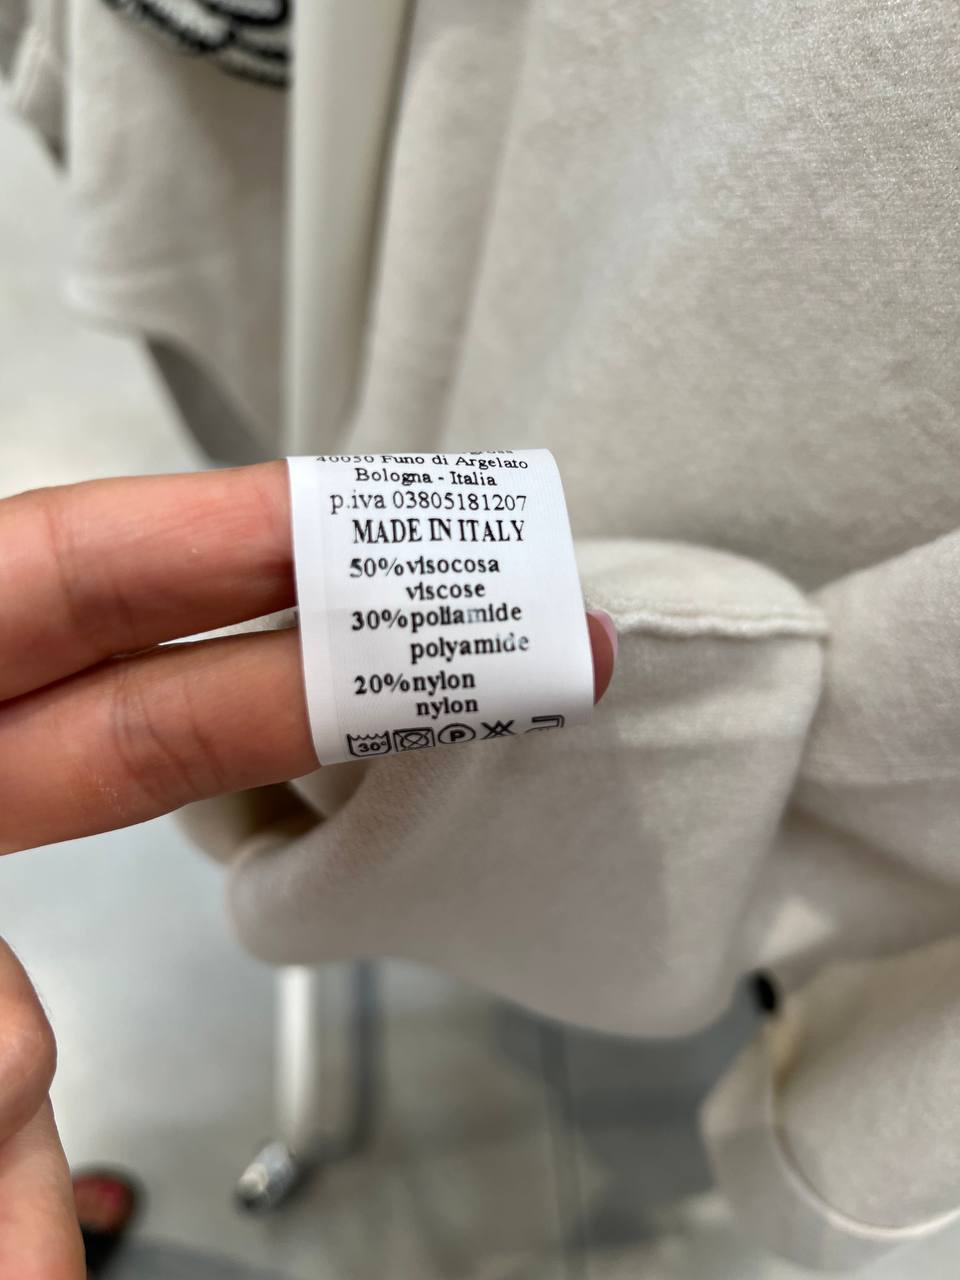 40050 Funo di Argelato
Bologna - Italia
p.iva 03805181207
MADE IN ITALY
50% visocosa
viscose
30% poliamide
polyamide
20% nylon
nylon
30°
P